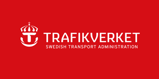 TRAFIKVERKET
SWEDISH TRANSPORT ADMINISTRATION